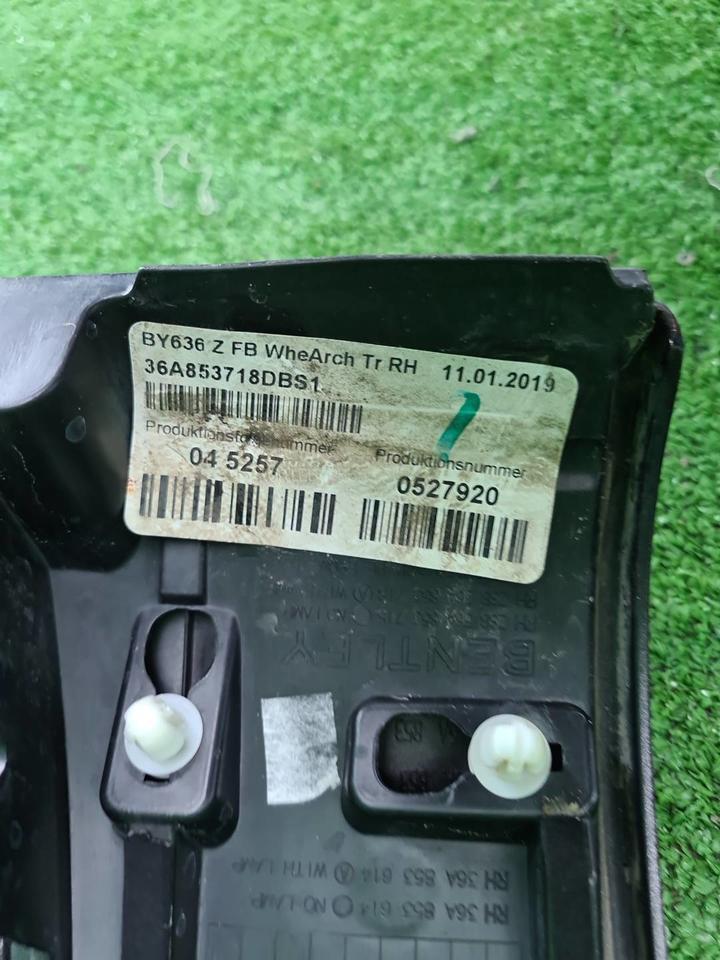 BY636 Z FB WheArch Tr RH 11.01.2019
36A853718DBS1
Produktionsfolgenummer Produktionsnummer
04 5257 0527920
BENTLEY
RH 36A 853 614 WITH LAMP
RH 36A 853 614 NO LAMP